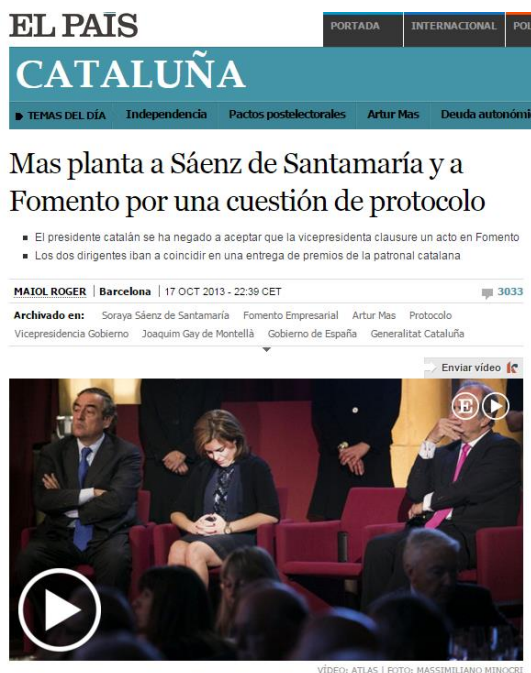 EL PAÍS
PORTADA
INTERNACIONAL
CATALUÑA
TEMAS DEL DÍA Independencia Pactos postelectorales Artur Mas Deuda
Mas planta a Sáenz de Santamaría y a
Fomento por una cuestión de protocolo
El presidente catalán se ha negado a aceptar que la vicepresidenta clausure un acto en Fomento
Los dos dirigentes iban a coincidir en una entrega de premios de la patronal catalana
MAIOL ROGER | Barcelona | 17 OCT 2013 - 22:39 CET 3033
Archivado en: Soraya Sáenz de Santamaría Fomento Empresarial Artur Mas Protocolo
Vicepresidencia Gobierno Joaquim Gay de Montellà Gobierno de España Generalitat Cataluña
Enviar vídeo
E
VÍDEO: ATLAS | FOTO: MASSIMILIANO MINOCRI